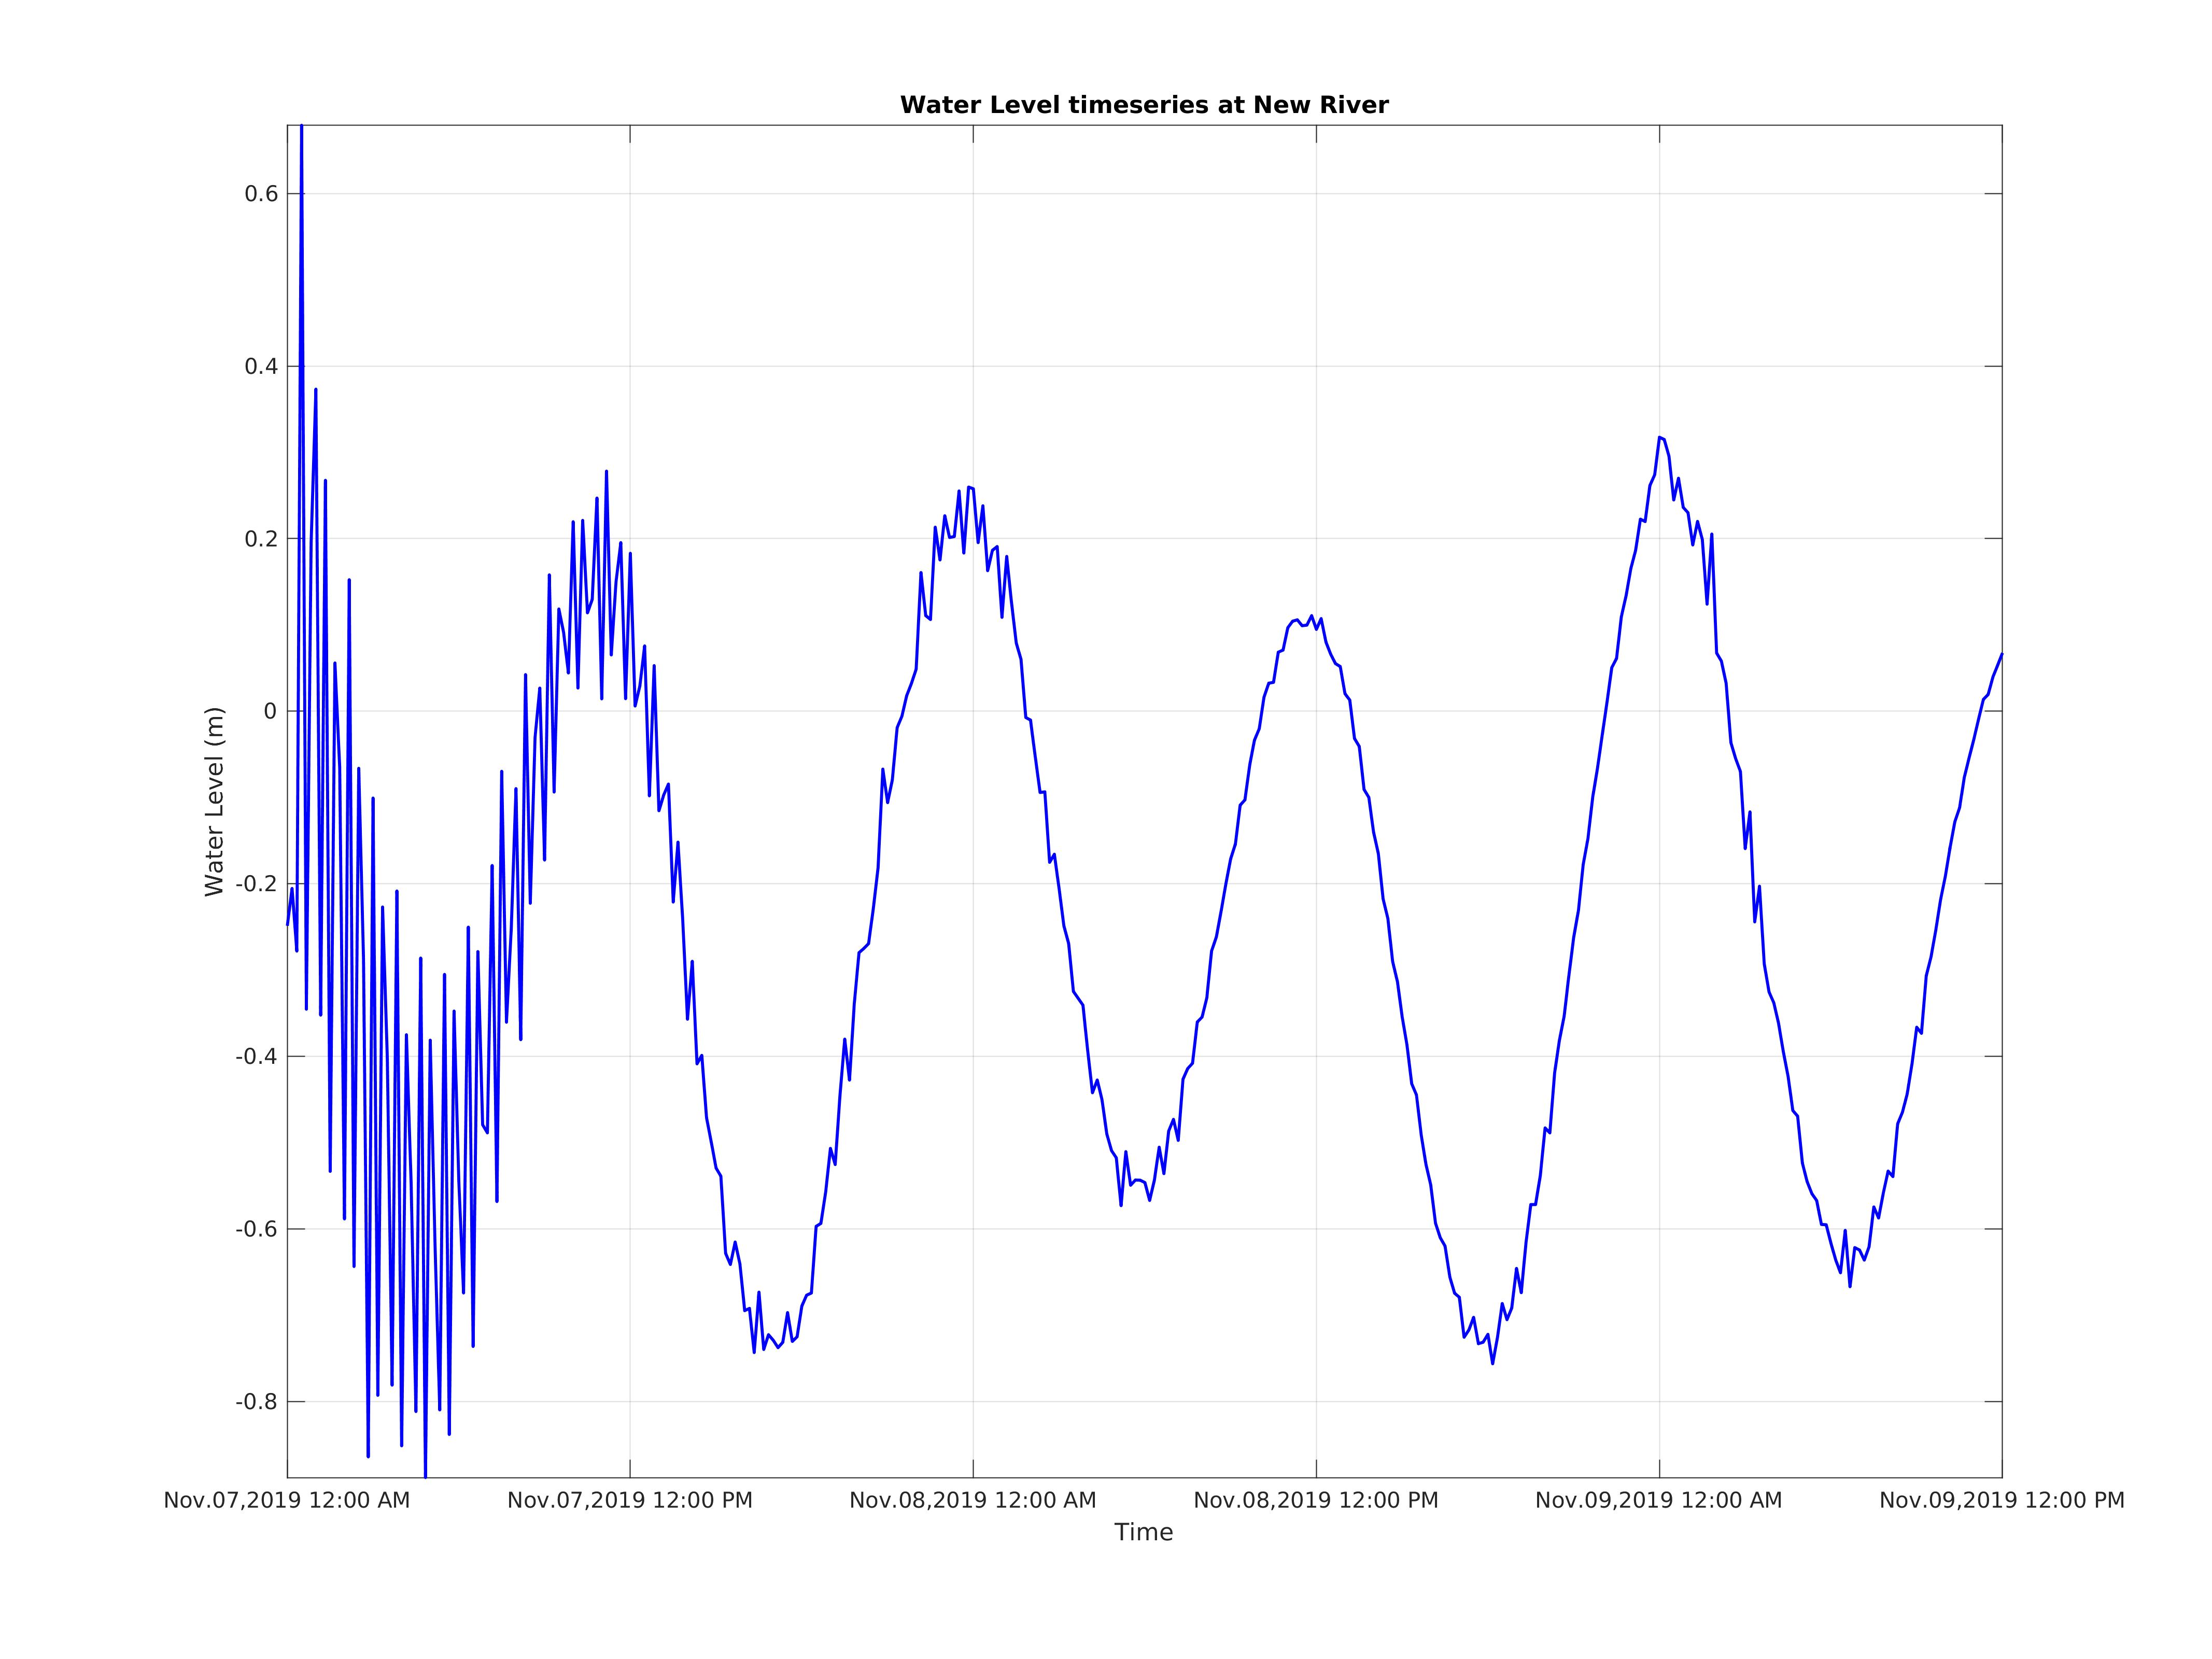 Water Level timeseries at New River
0.6
0.4
0.2
0
-0.2
-0.4
-0.6
-0.8
Water Level (m)
Nov.07,2019 12:00 AM Nov.07,2019 12:00 PM Nov.08,2019 12:00 AM Nov.08,2019 12:00 PM Nov.09,2019 12:00 AM Nov.09,2019 12:00 PM
Time